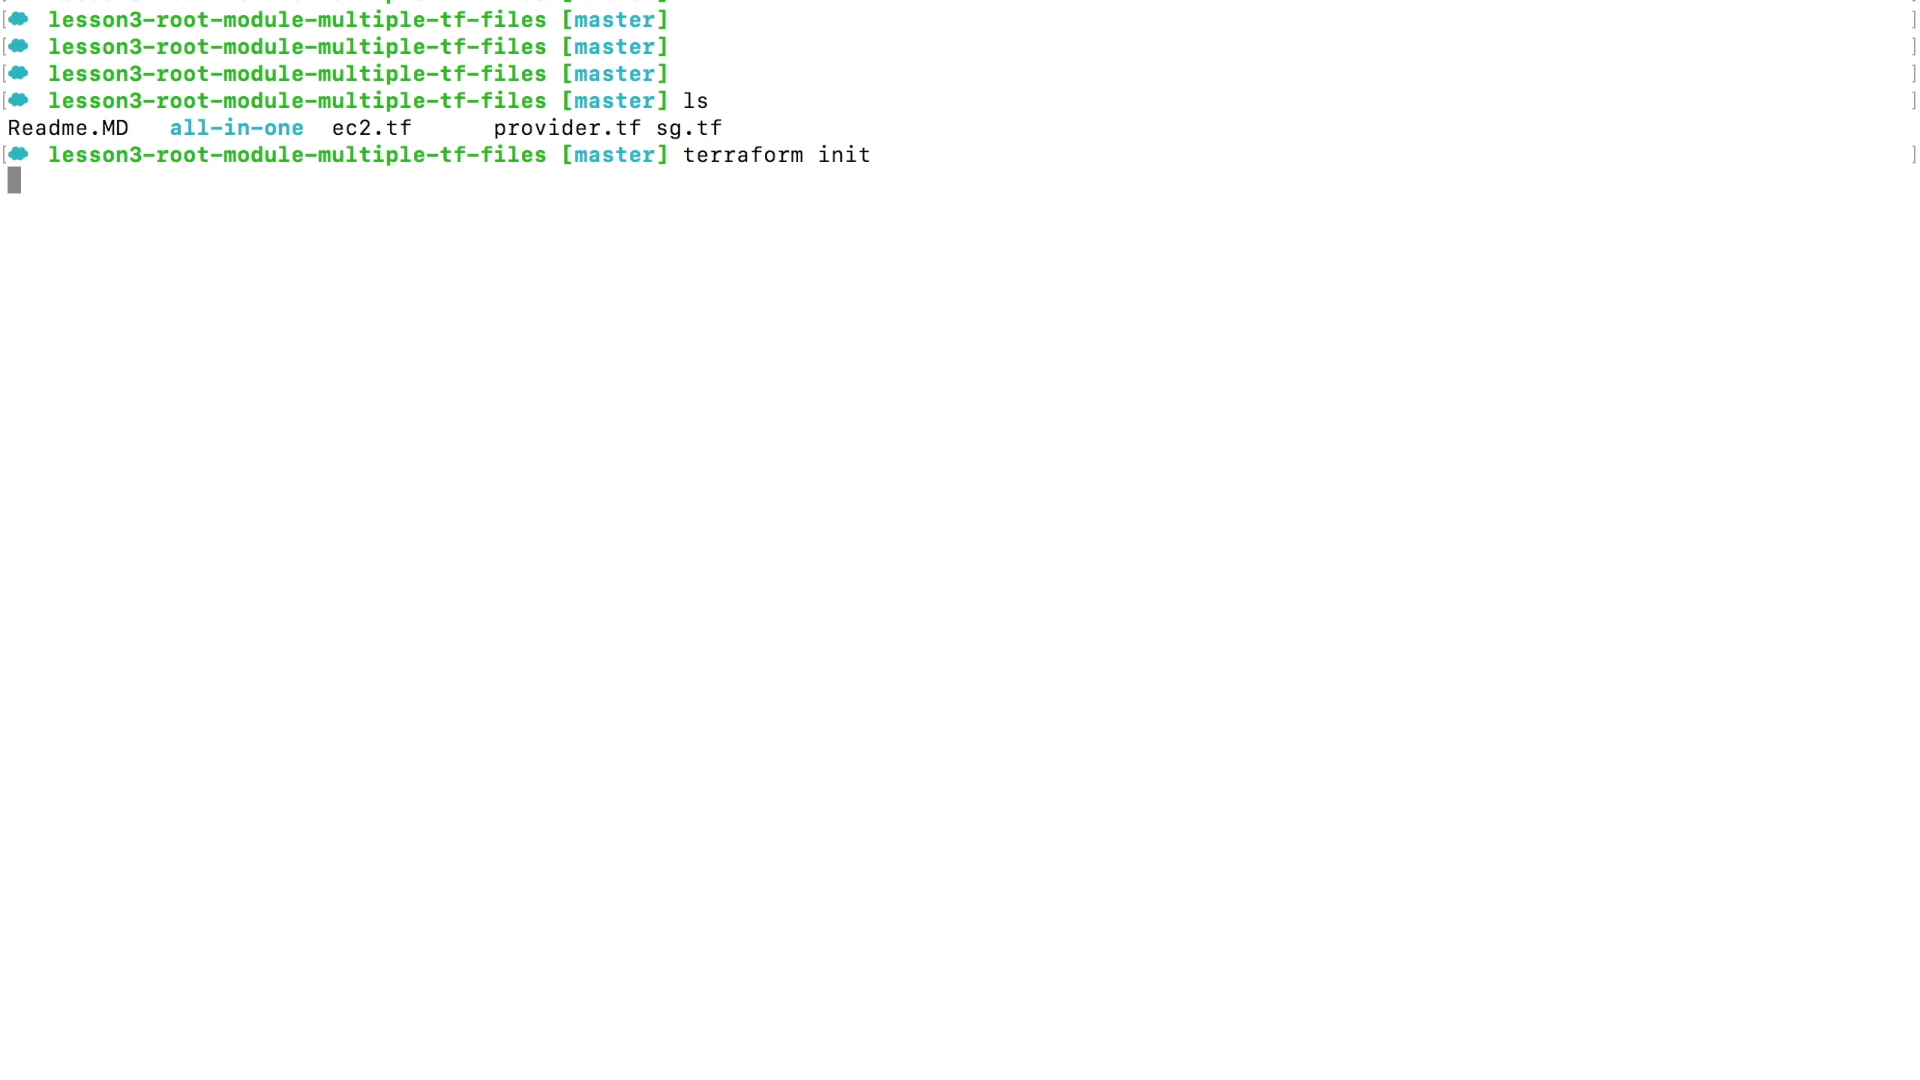 lesson3-root-module-multiple-tf-files [master]
lesson3-root-module-multiple-tf-files [master]
lesson3-root-module-multiple-tf-files [master]
lesson3-root-module-multiple-tf-files [master] ls
Readme.MD all-in-one ec2.tf provider.tf sg.tf
lesson3-root-module-multiple-tf-files [master] terraform init